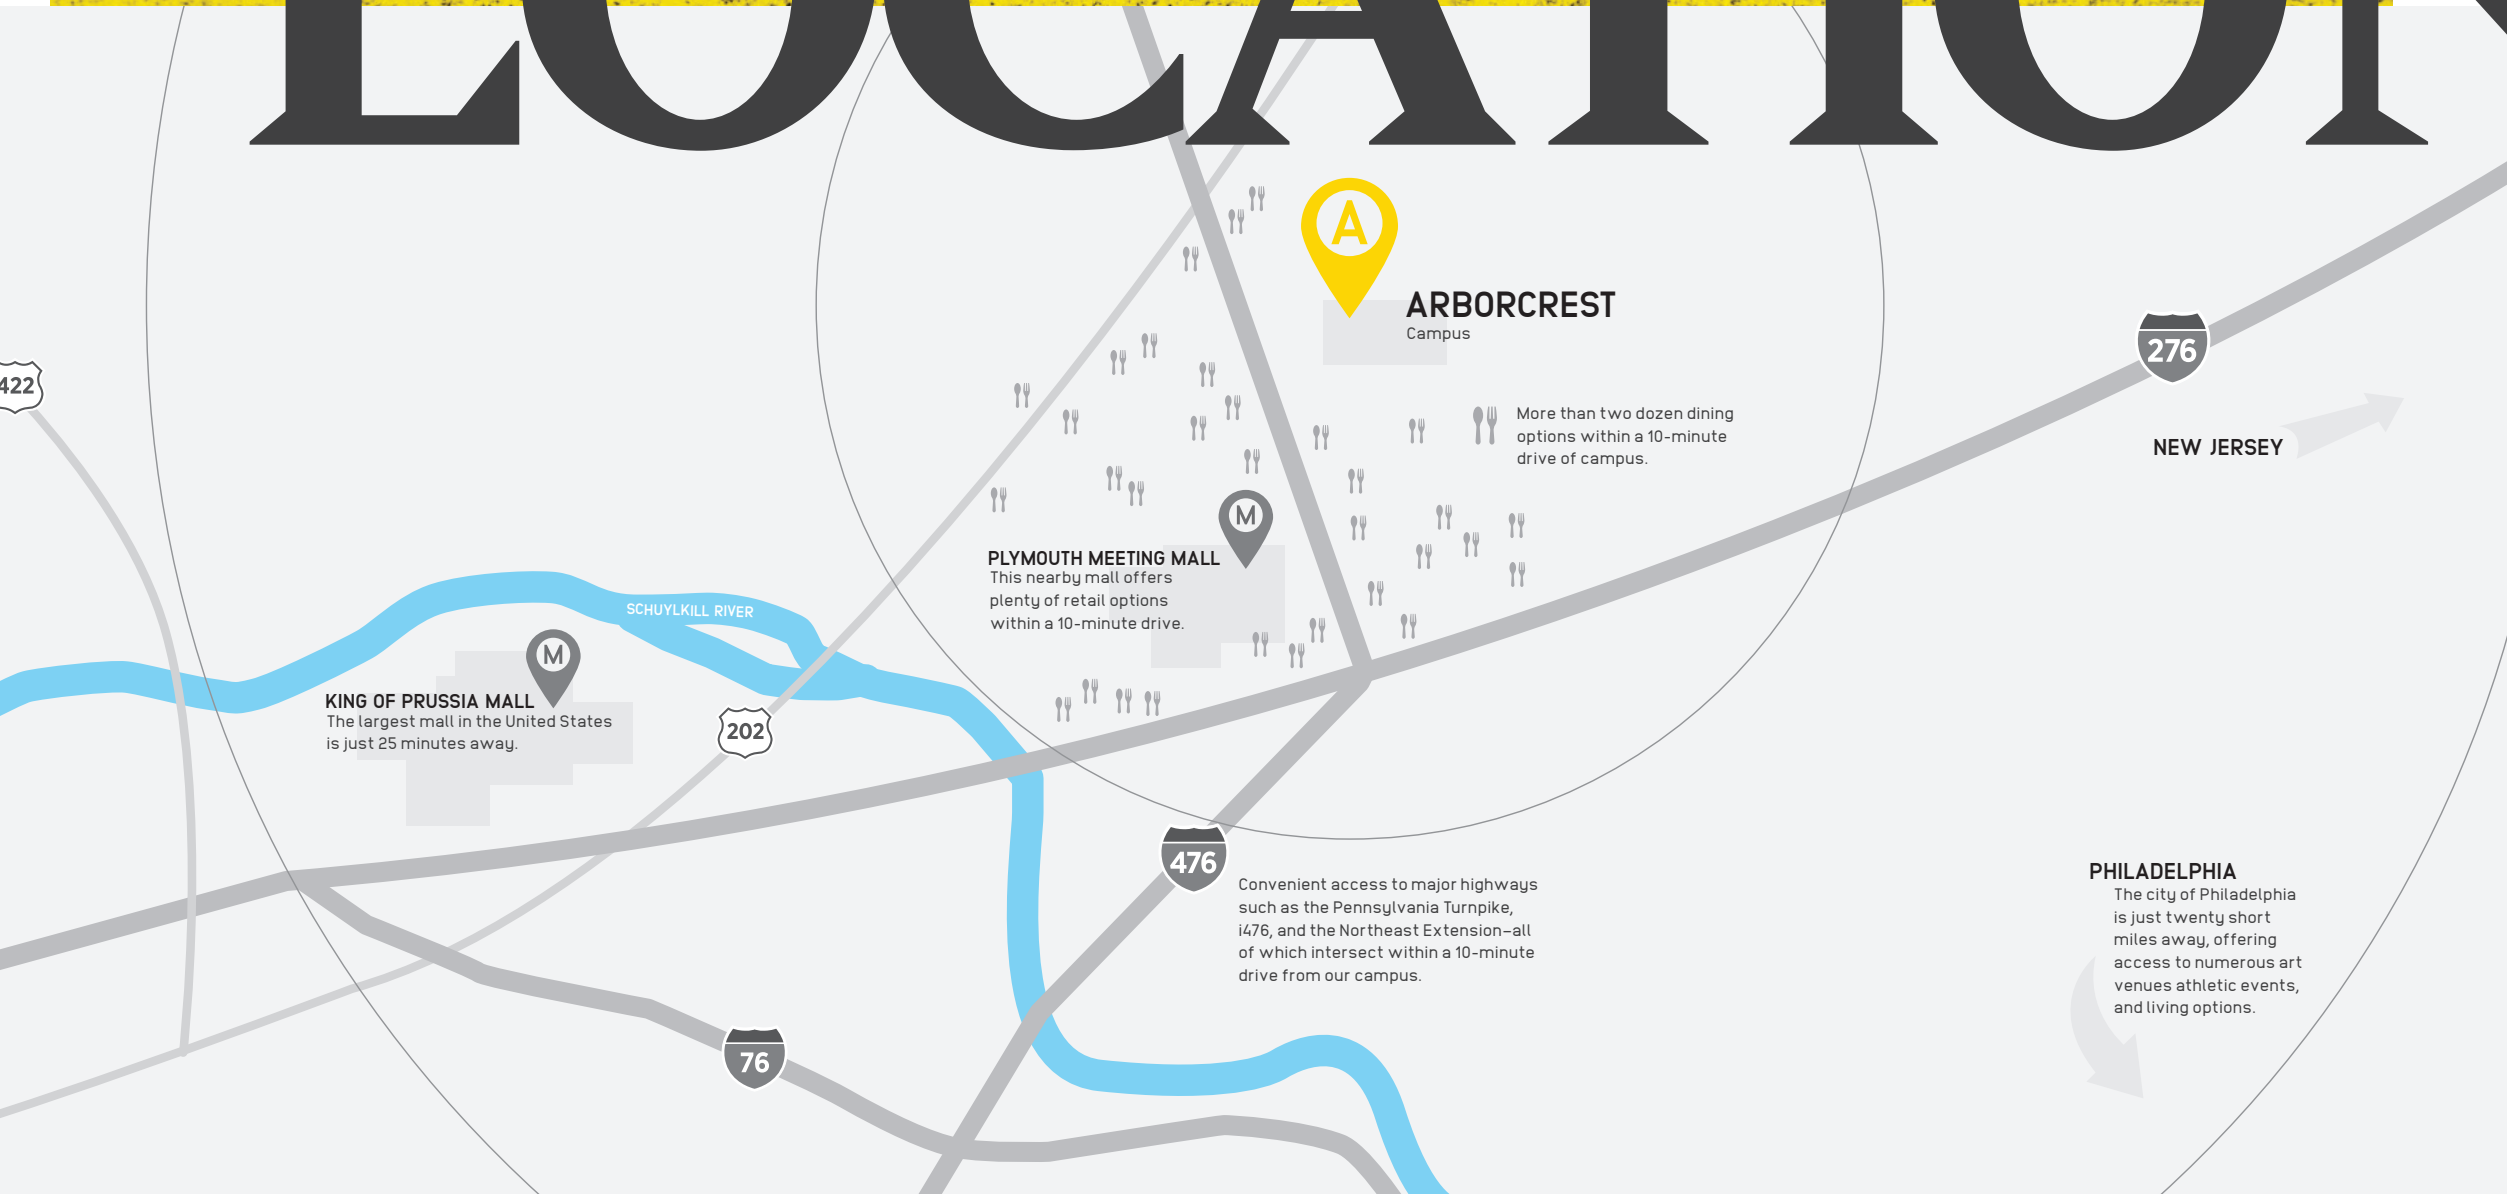 LOCATION
A
ARBORCREST
Campus
276
422
More than two dozen dining
options within a 10-minute
drive of campus.
NEW JERSEY
M
PLYMOUTH MEETING MALL
This nearby mall offers
plenty of retail options
within a 10-minute drive.
SCHUYLKILL RIVER
M
KING OF PRUSSIA MALL
The largest mall in the United States
is just 25 minutes away.
202
476
Convenient access to major highways
such as the Pennsylvania Turnpike,
i476, and the Northeast Extension–all
of which intersect within a 10-minute
drive from our campus.
PHILADELPHIA
The city of Philadelphia
is just twenty short
miles away, offering
access to numerous art
venues athletic events,
and living options.
76